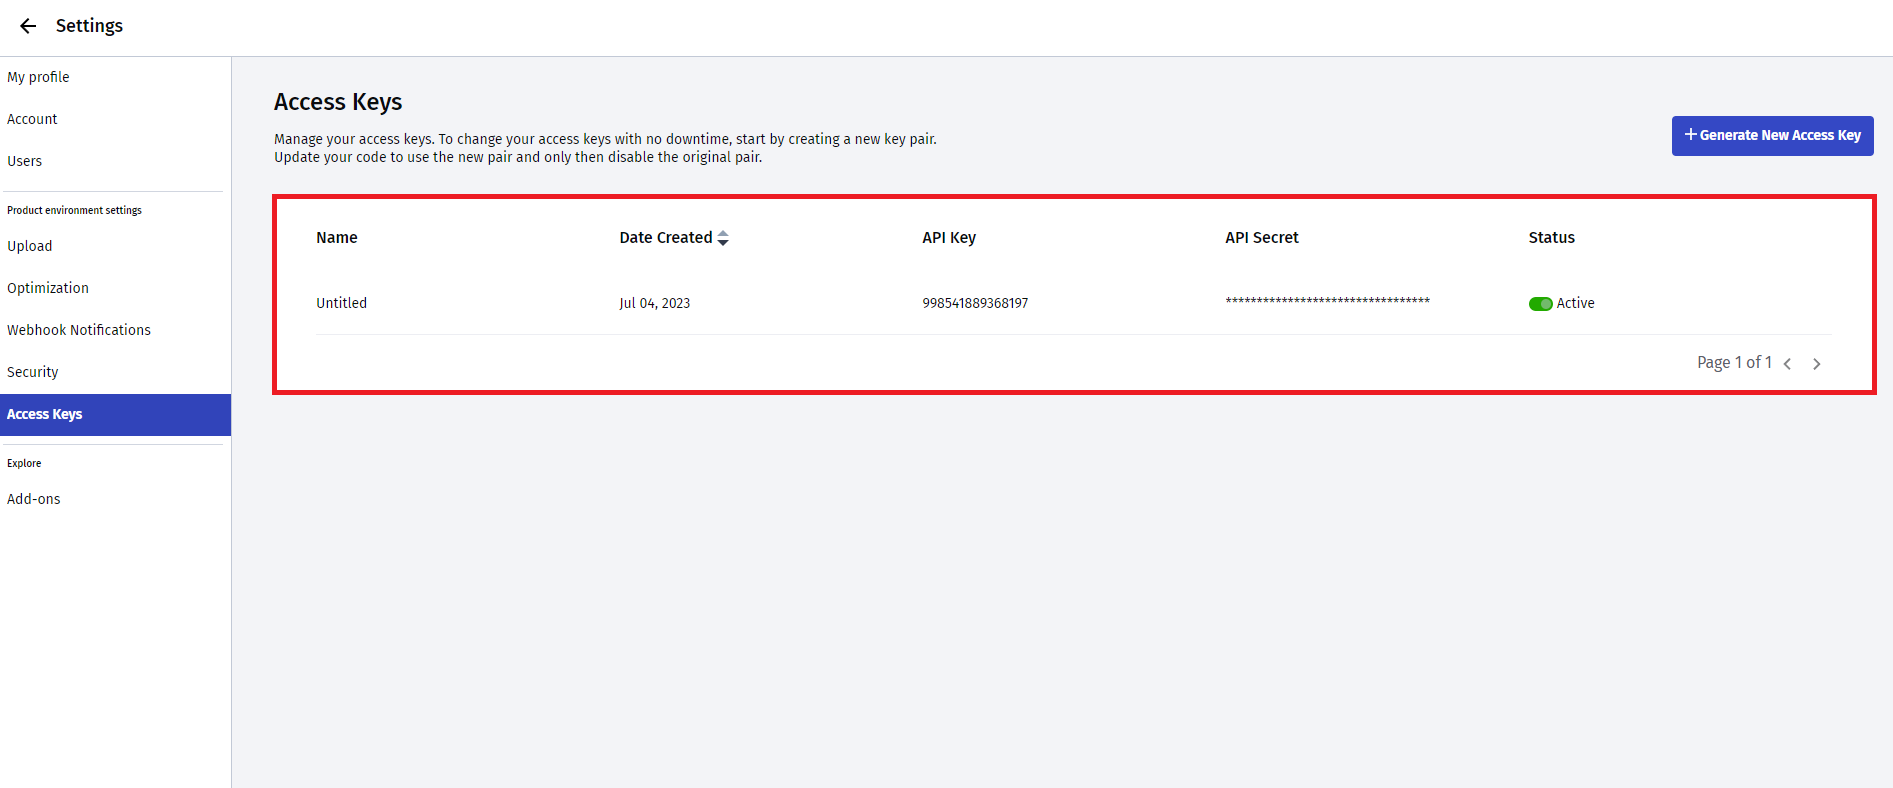 Settings
My profile
Account
Users
Product environment settings
Upload
Optimization
Webhook Notifications
Security
Access Keys
Explore
Add-ons
Access Keys
Manage your access keys. To change your access keys with no downtime, start by creating a new key pair.
Update your code to use the new pair and only then disable the original pair.
+ Generate New Access Key
Name Date Created API Key API Secret Status
Untitled Jul 04, 2023 998541889368197 ********************************* Active
Page 1 of 1